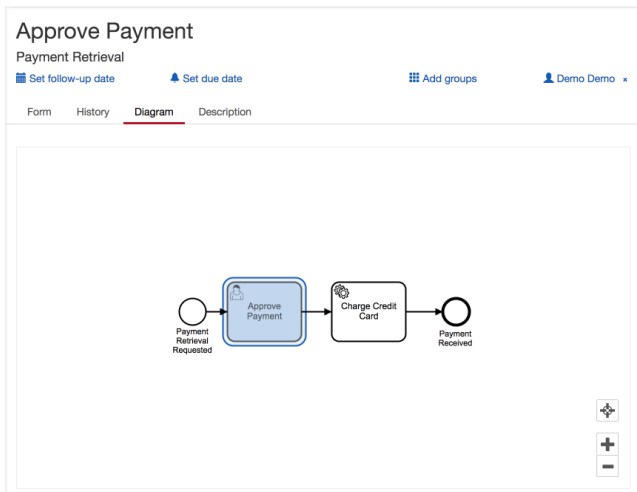 Approve Payment
Payment Retrieval
Set follow-up date
Set due date
Add groups
Demo Demo ×
Form
History
Diagram
Description
Approve
Payment
Charge Credit
Card
Payment
Retrieval
Requested
Payment
Received